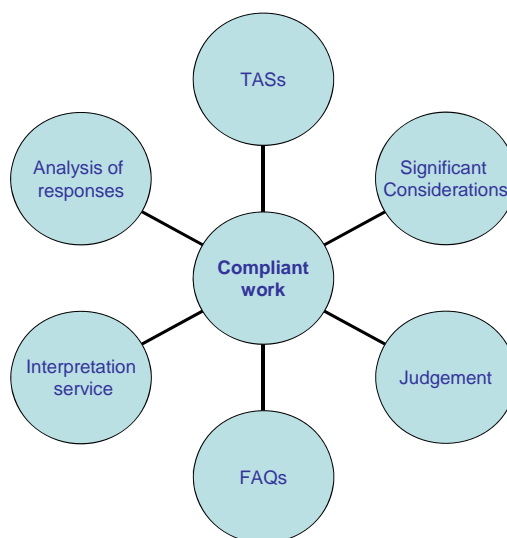 TASs
Analysis of
responses
Significant
Considerations
Compliant
work
Interpretation
service
Judgement
FAQs